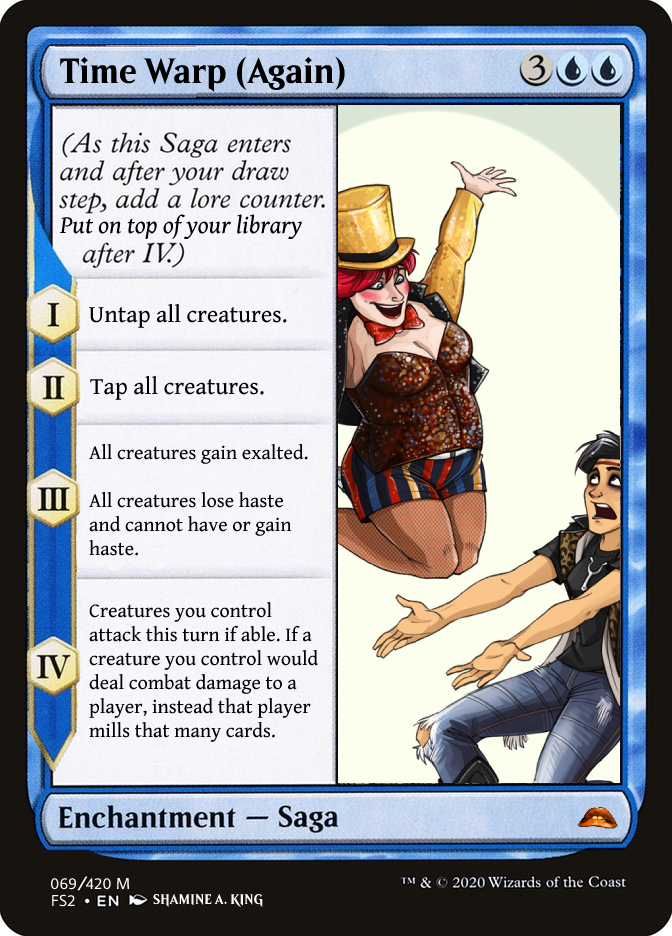 Time Warp (Again) 3
(As this Saga enters
and after your draw
step, add a lore counter.
Put on top of your library
after IV.)
I Untap all creatures.
II Tap all creatures.
All creatures gain exalted.
III All creatures lose haste
and cannot have or gain
haste.
Creatures you control
attack this turn if able. If a
IV creature you control would
deal combat damage to a
player, instead that player
mills that many cards.
Enchantment — Saga
069/420 M
FS2 • EN SHAMINE A. KING
™ & © 2020 Wizards of the Coast